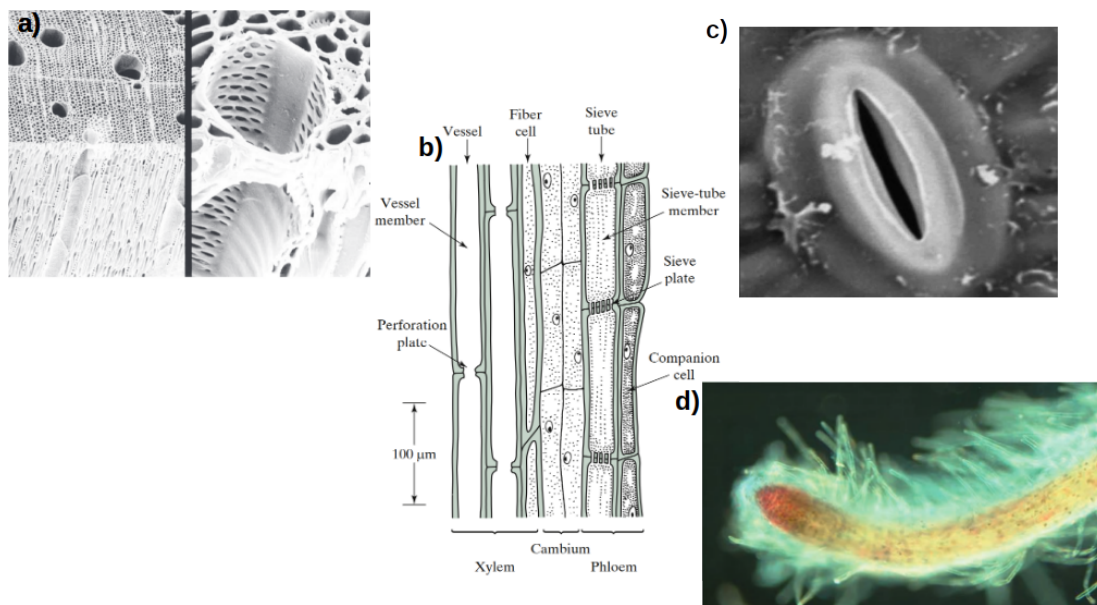 a)
b)
c)
d)
Vessel
Fiber
cell
Sieve
tube
Vessel
member
Sieve-tube
member
Sieve
plate
Perforation
plate
Companion
cell
100 μm
Xylem
Cambium
Phloem